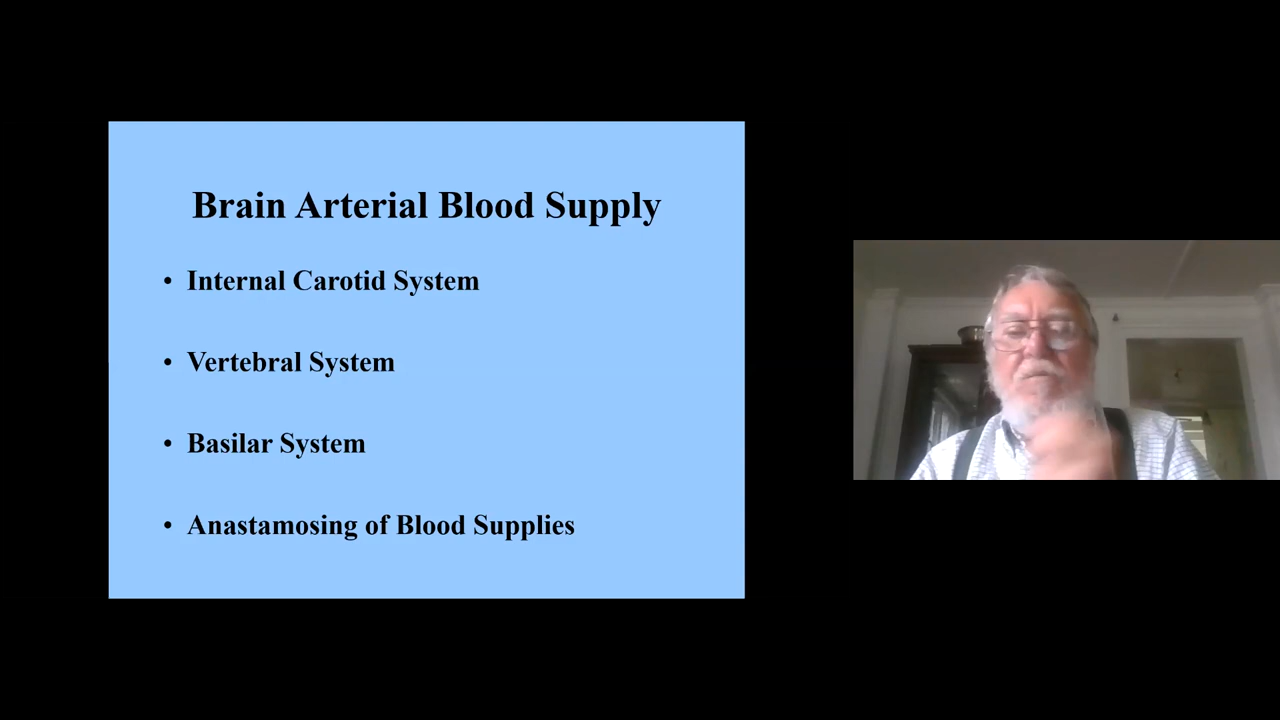 Brain Arterial Blood Supply
• Internal Carotid System
• Vertebral System
• Basilar System
• Anastamosing of Blood Supplies